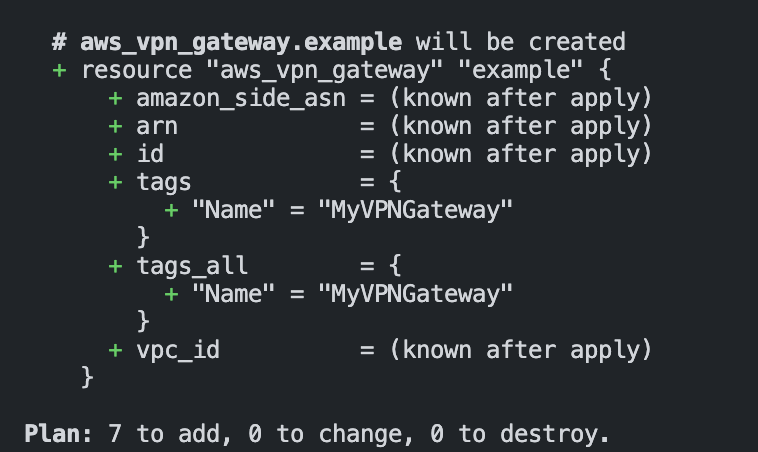 # aws_vpn_gateway.example will be created
+ resource "aws_vpn_gateway" "example" {
+ amazon_side_asn = (known after apply)
+ arn = (known after apply)
+ id = (known after apply)
+ tags = {
+ "Name" = "MyVPNGateway"
}
+ tags_all = {
+ "Name" = "MyVPNGateway"
}
+ vpc_id = (known after apply)
}
Plan: 7 to add, 0 to change, 0 to destroy.